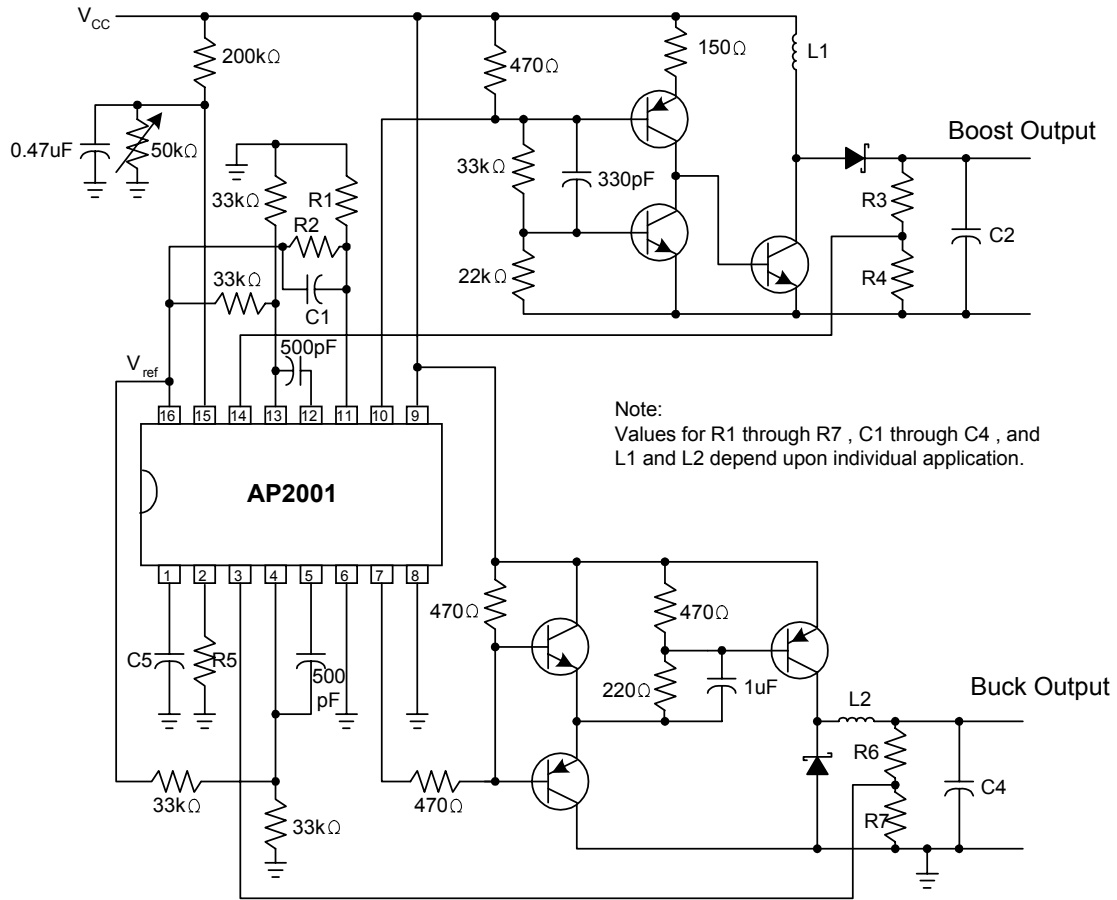 V_CC
200kΩ
470Ω
150Ω
L1
0.47uF
50kΩ
Boost Output
33kΩ
R1
33kΩ
330pF
R3
R2
C2
22kΩ
R4
33kΩ
C1
500pF
V_ref
16 15 14 13 12 11 10 9
Note:
Values for R1 through R7 , C1 through C4 , and
L1 and L2 depend upon individual application.
AP2001
1 2 3 4 5 6 7 8
470Ω
470Ω
C5
R5
500
pF
220Ω
1uF
Buck Output
L2
R6
C4
33kΩ
470Ω
R7
33kΩ